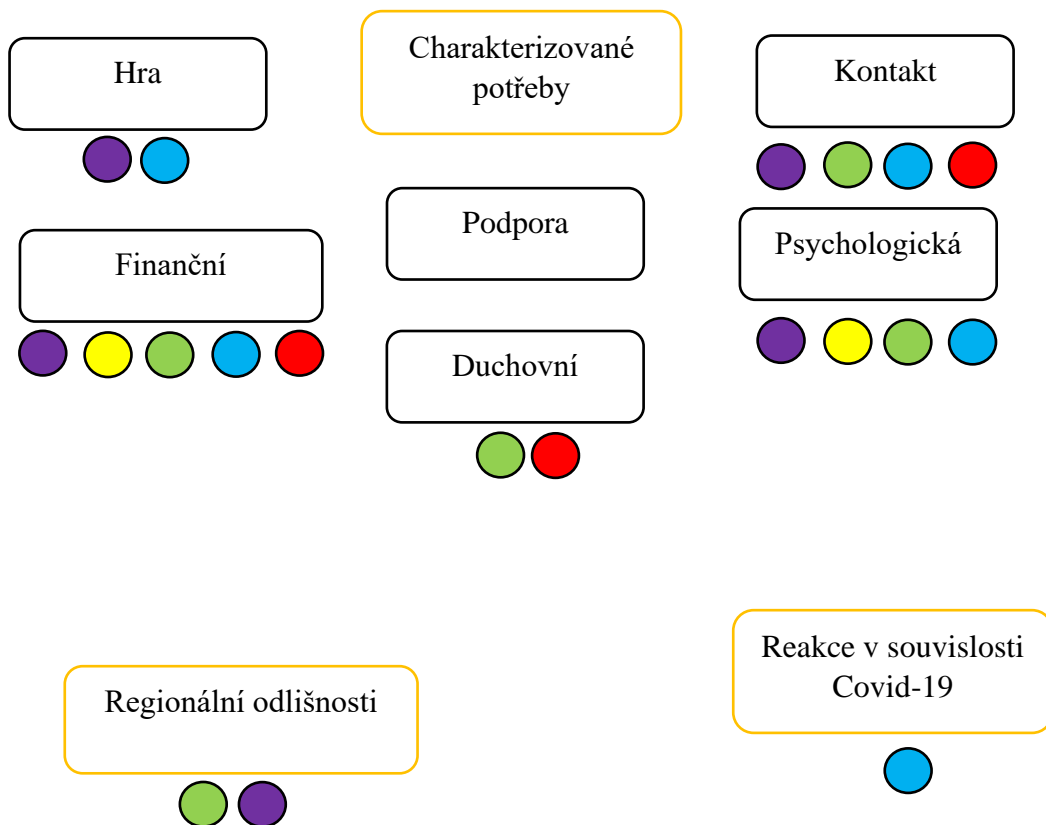 Hra
Charakterizované
potřeby
Kontakt
Podpora
Psychologická
Finanční
Duchovní
Reakce v souvislosti
Covid-19
Regionální odlišnosti